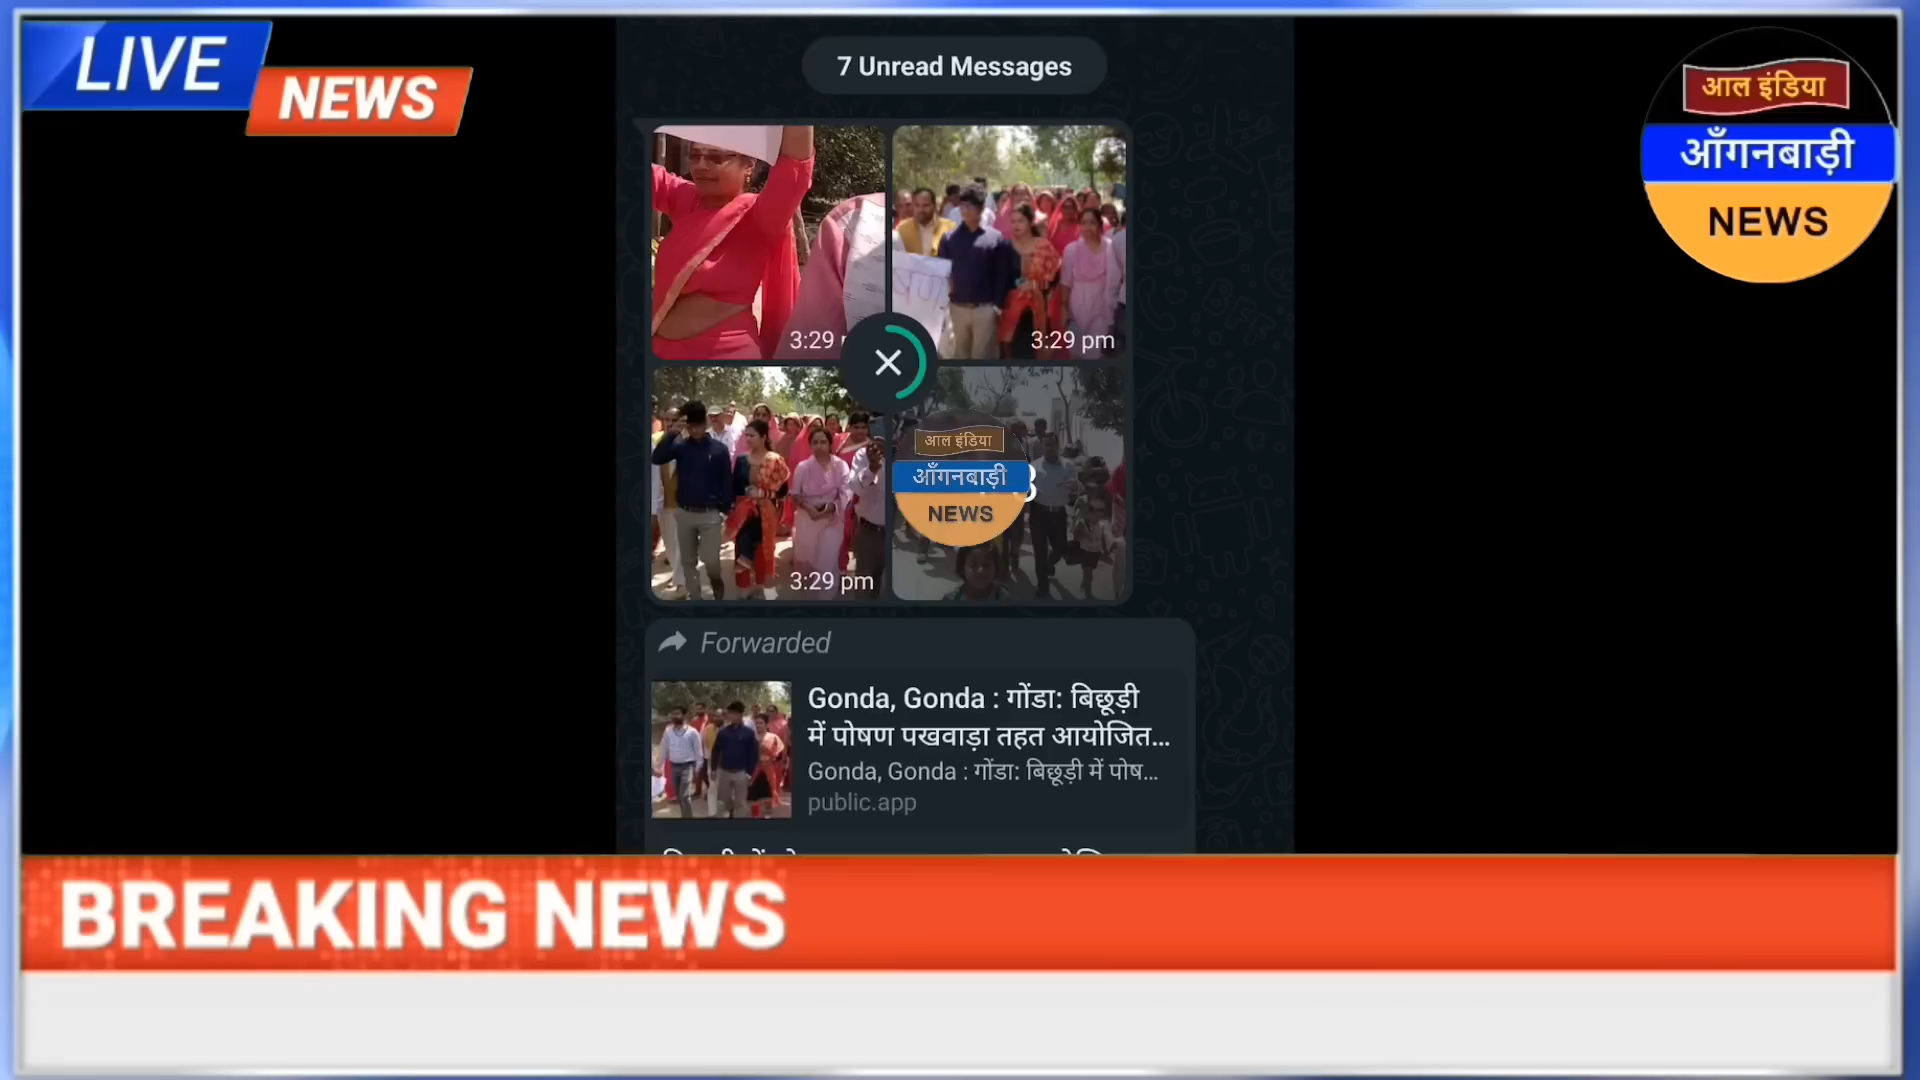 LIVE
NEWS
आल इंडिया
आँगनबाड़ी
NEWS
7 Unread Messages
3:29
3:29 pm
3:29 pm
आल इंडिया
आँगनबाड़ी
NEWS
Forwarded
Gonda, Gonda : गोंडा: बिछूड़ी
में पोषण पखवाड़ा तहत आयोजित...
Gonda, Gonda : गोंडा: बिछूड़ी में पोष...
public.app
BREAKING NEWS